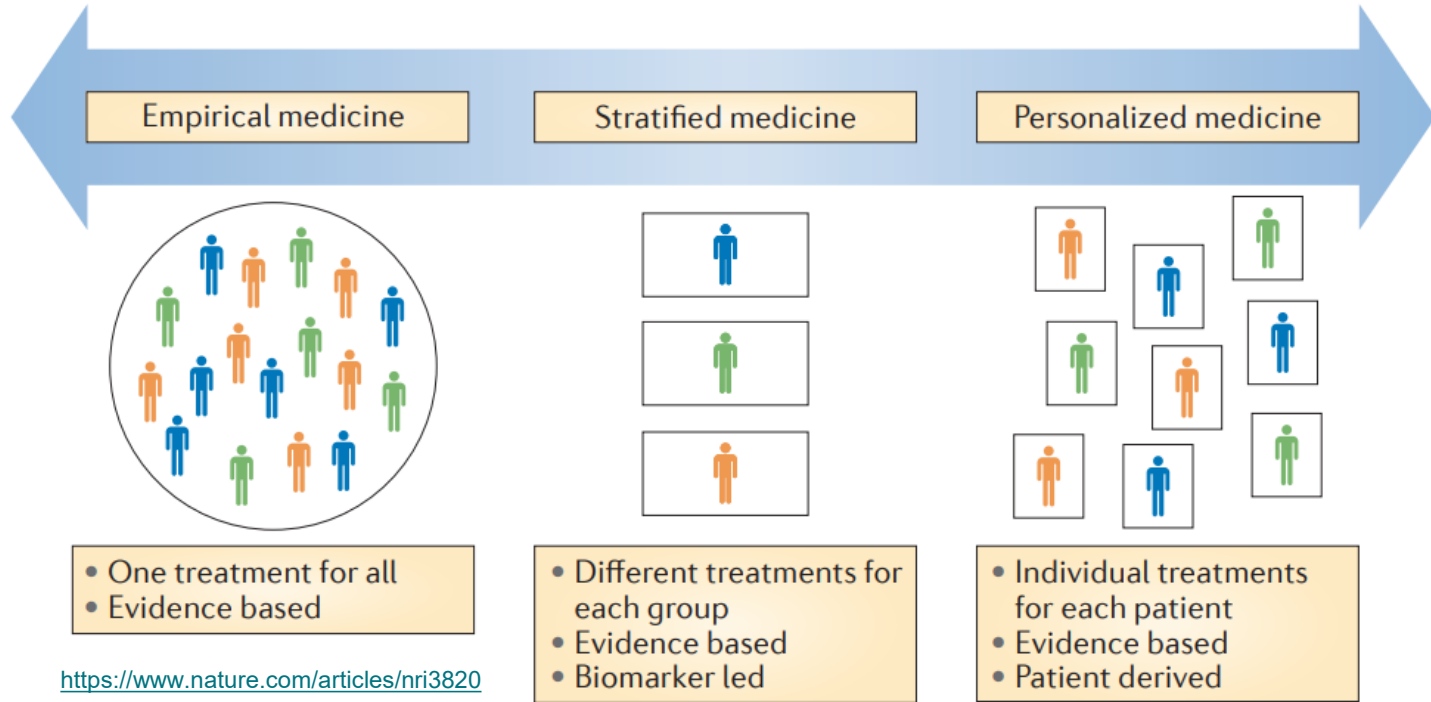 Empirical medicine
Stratified medicine
Personalized medicine
• One treatment for all
• Evidence based
• Different treatments for
each group
• Evidence based
• Biomarker led
• Individual treatments
for each patient
• Evidence based
• Patient derived
https://www.nature.com/articles/nri3820